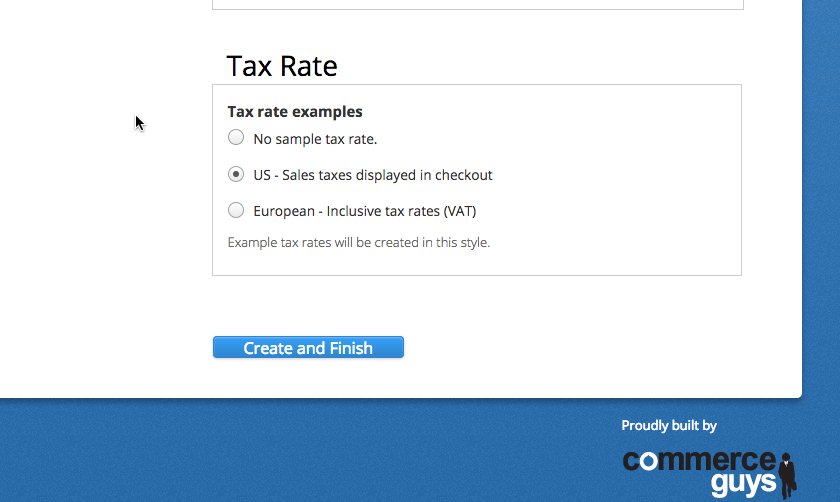 Tax Rate
Tax rate examples
No sample tax rate.
US - Sales taxes displayed in checkout
European - Inclusive tax rates (VAT)
Example tax rates will be created in this style.
Create and Finish
Proudly built by
commerce
guys